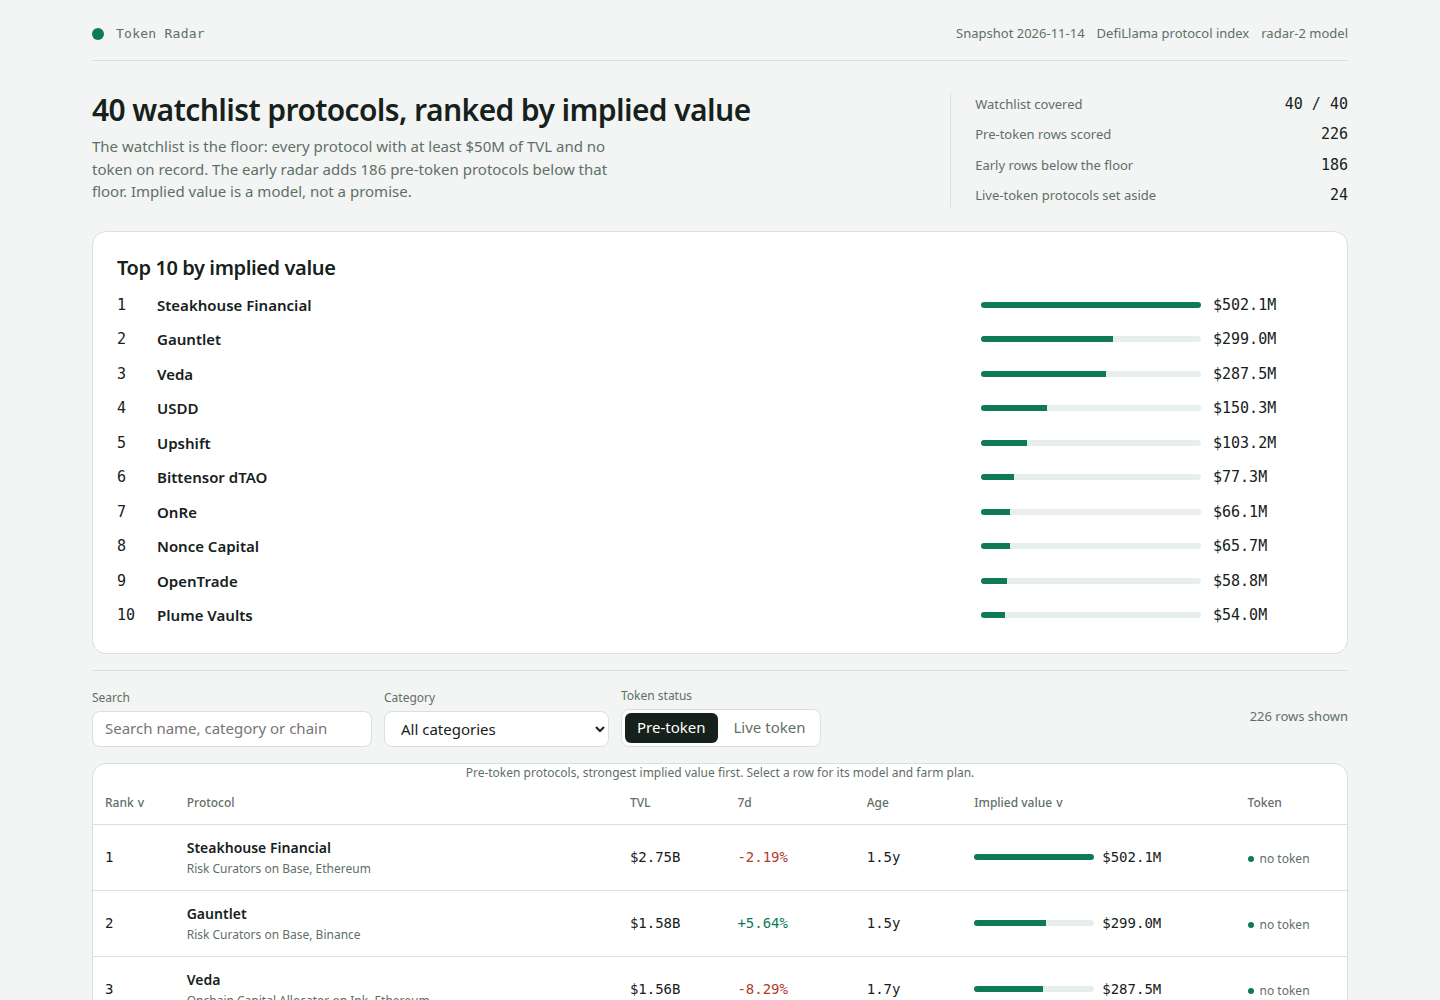 Token Radar
Snapshot 2026-11-14 DefiLlama protocol index radar-2 model
40 watchlist protocols, ranked by implied value
The watchlist is the floor: every protocol with at least $50M of TVL and no
token on record. The early radar adds 186 pre-token protocols below that
floor. Implied value is a model, not a promise.
Watchlist covered 40 / 40
Pre-token rows scored 226
Early rows below the floor 186
Live-token protocols set aside 24
Top 10 by implied value
1 Steakhouse Financial $502.1M
2 Gauntlet $299.0M
3 Veda $287.5M
4 USDD $150.3M
5 Upshift $103.2M
6 Bittensor dTAO $77.3M
7 OnRe $66.1M
8 Nonce Capital $65.7M
9 OpenTrade $58.8M
10 Plume Vaults $54.0M
Search Category Token status
Search name, category or chain All categories Pre-token Live token 226 rows shown
Pre-token protocols, strongest implied value first. Select a row for its model and farm plan.
Rank v Protocol TVL 7d Age Implied value v Token
1 Steakhouse Financial $2.75B -2.19% 1.5y $502.1M no token
Risk Curators on Base, Ethereum
2 Gauntlet $1.58B +5.64% 1.5y $299.0M no token
Risk Curators on Base, Binance
3 Veda $1.56B -8.29% 1.7y $287.5M no token
Onchain Capital Allocator on Ink, Ethereum